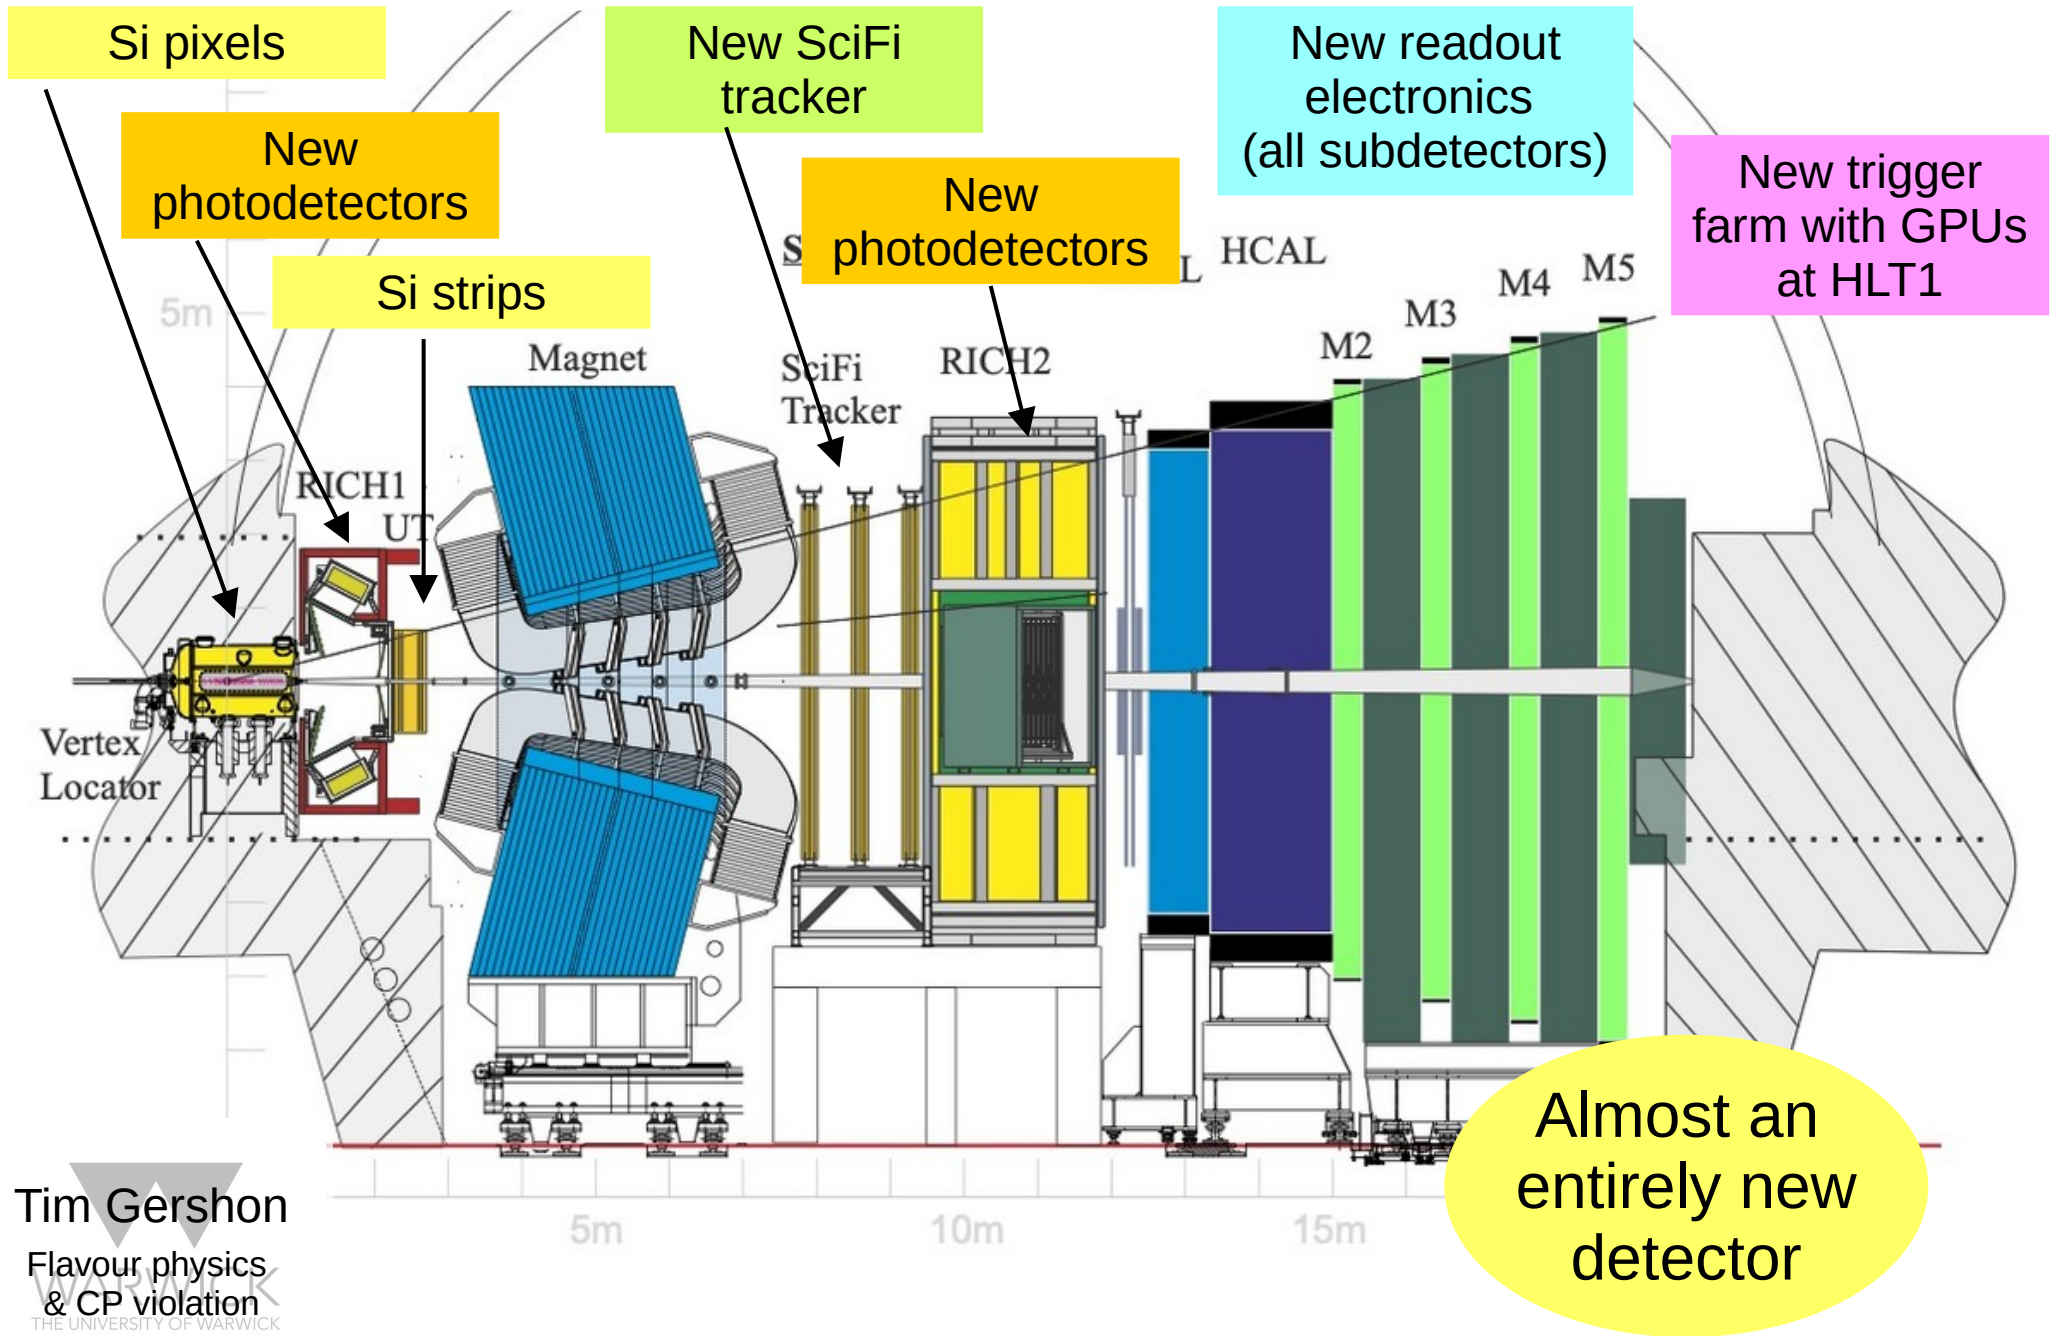 Si pixels
New SciFi
tracker
New readout
electronics
(all subdetectors)
New
photodetectors
New
photodetectors
New trigger
farm with GPUs
at HLT1
Si strips
S
L
HCAL
M5
M4
M3
M2
5m
Magnet
SciFi
Tracker
RICH2
RICH1
UT
Vertex
Locator
Almost an
entirely new
detector
Tim Gershon
Flavour physics
& CP violation
WARWICK
THE UNIVERSITY OF WARWICK
5m
10m
15m